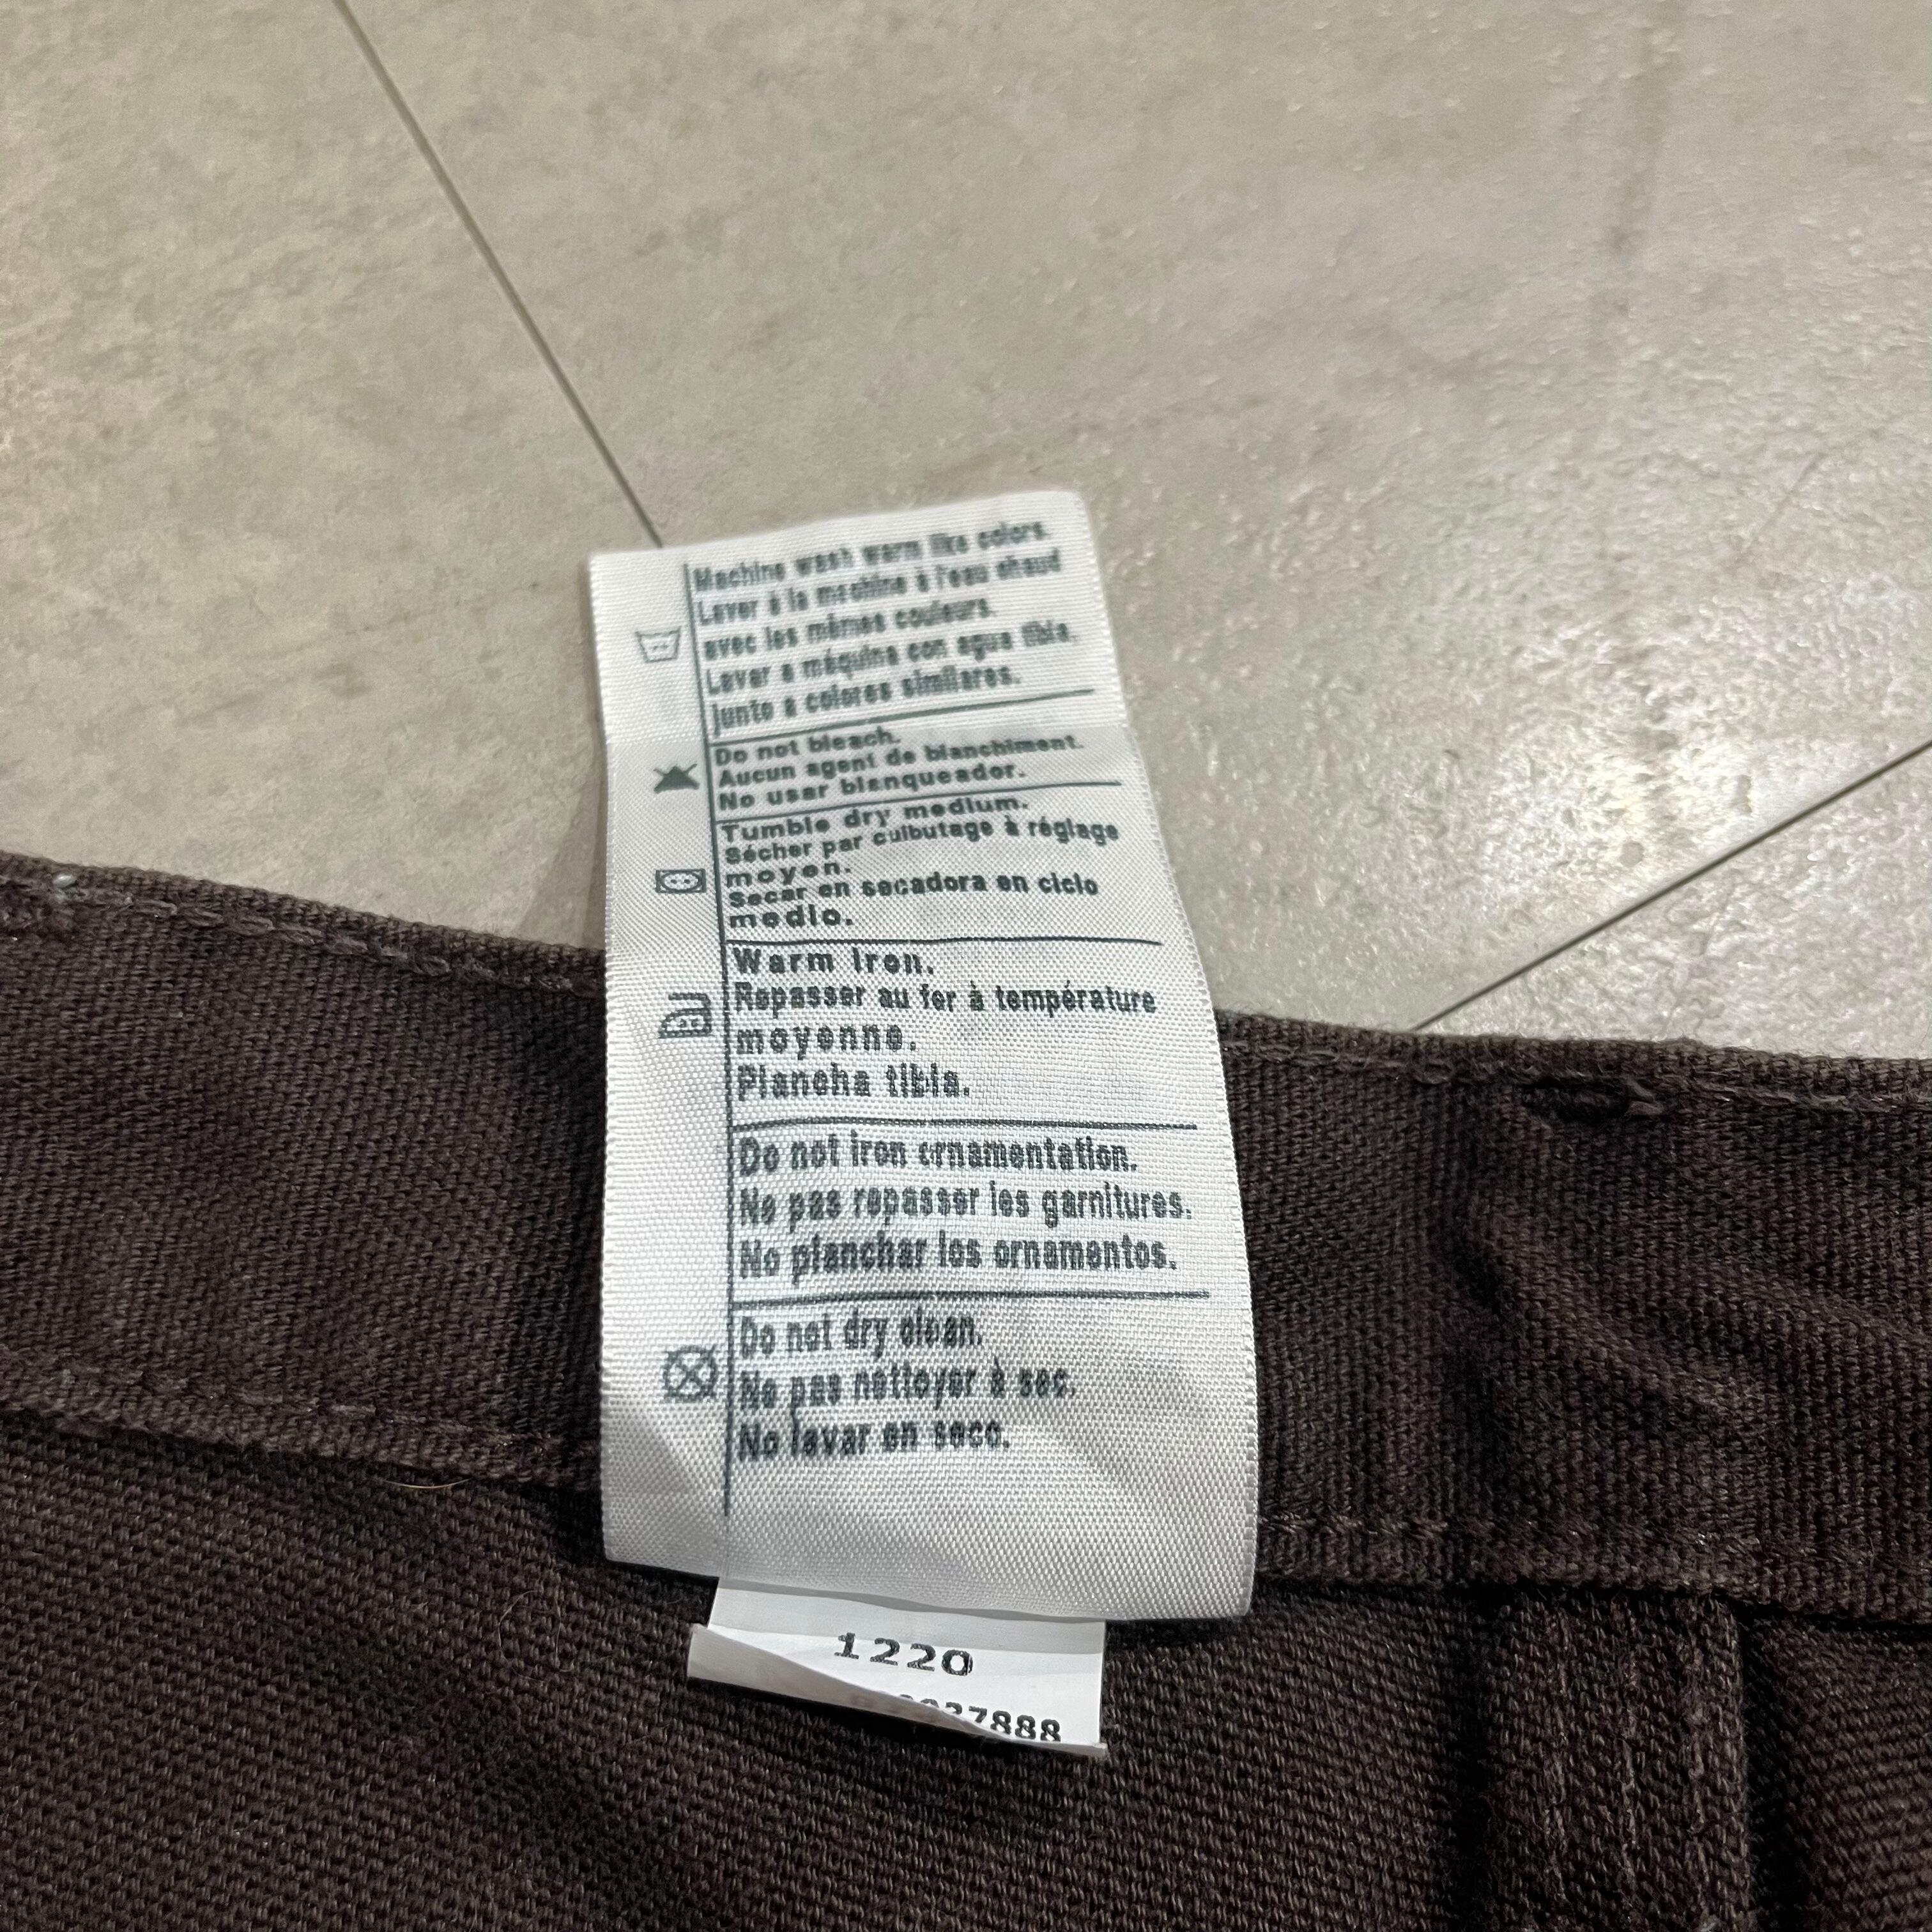 Machine wash warm like colors.
Laver à la machine à l'eau chaud
avec les mêmes couleurs.
Lavar a máquina con agua tibia.
junto a colores similares.
Do not bleach.
Aucun agent de blanchiment.
No usar blanqueador.
Tumble dry medium.
Sécher par culbutage à réglage
moyen.
Secar en secadora en ciclo
medio.
Warm iron.
Repasser au fer à température
moyenne.
Plancha tibia.
Do not iron ornamentation.
Ne pas repasser les garnitures.
No planchar los ornamentos.
Do not dry clean.
Ne pas nettoyer à sec.
No lavar en seco.
1220
27888